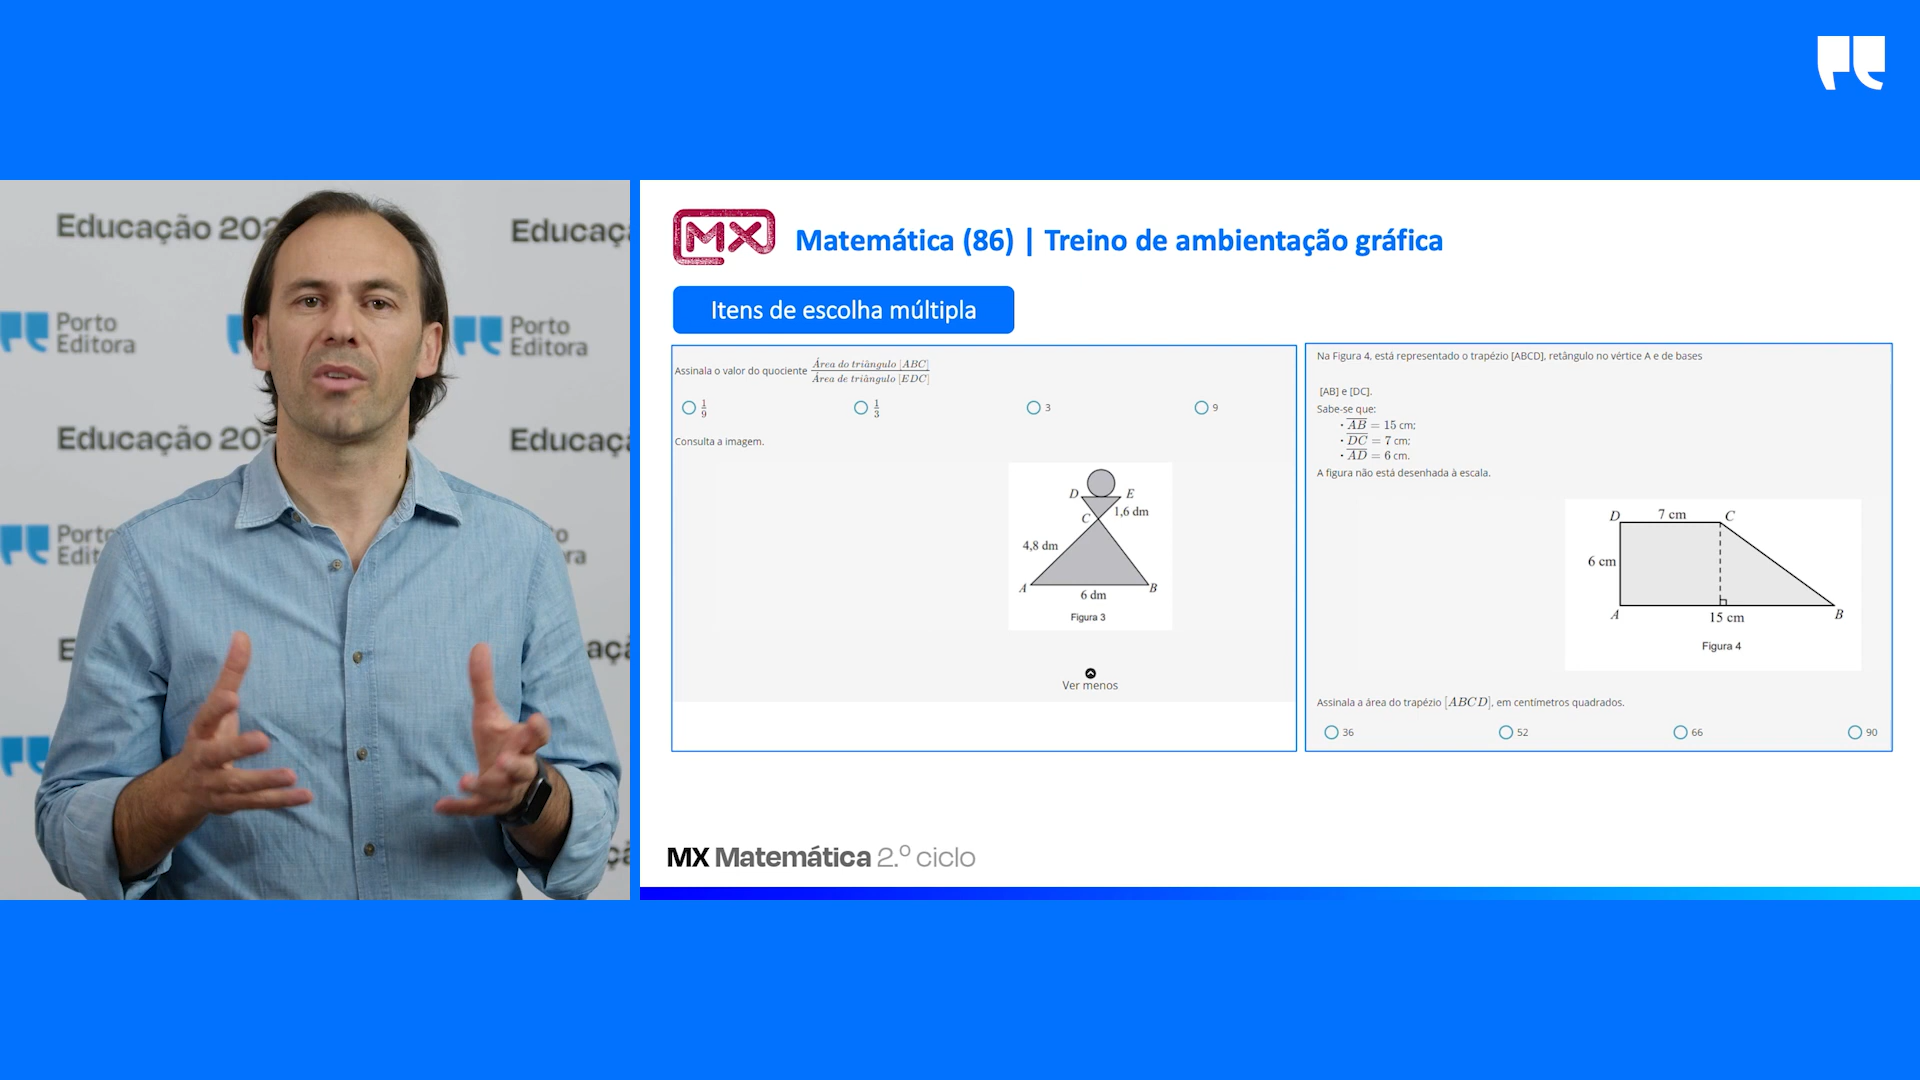 Educação 202
Educaç
Porto
Editora
Porto
Editora
Educação 20
Educaç
Porto
MX Matemática (86) | Treino de ambientação gráfica
Itens de escolha múltipla
Assinala o valor do quociente Área do triângulo [ABC] / Área de triângulo [EDC]
1/9 1/3 3 9
Consulta a imagem.
D E
C 1,6 dm
4,8 dm
A B
6 dm
Figura 3
Ver menos
Na Figura 4, está representado o trapézio [ABCD], retângulo no vértice A e de bases
[AB] e [DC].
Sabe-se que:
• AB = 15 cm;
• DC = 7 cm;
• AD = 6 cm.
A figura não está desenhada à escala.
D 7 cm C
6 cm
A 15 cm B
Figura 4
Assinala a área do trapézio [ABCD], em centímetros quadrados.
36 52 66 90
MX Matemática 2.º ciclo